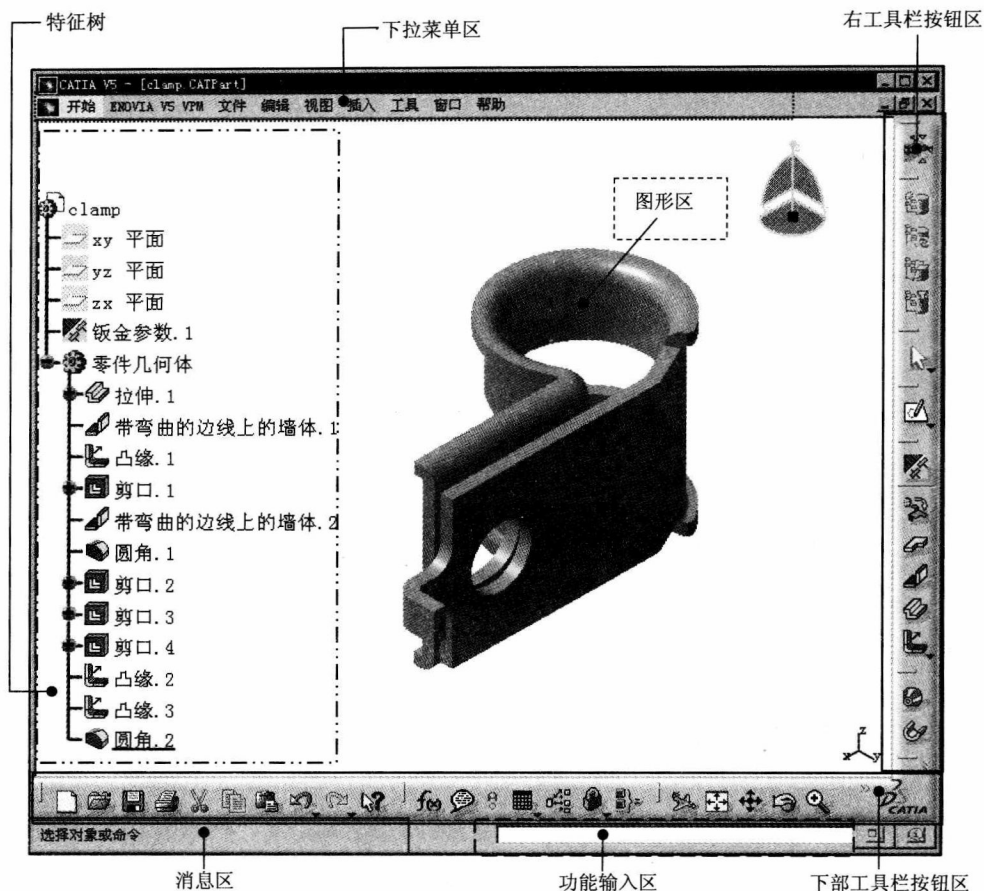 特征树
下拉菜单区
右工具栏按钮区
CATIA V5 - [clamp.CATPart]
开始 ENOVIA V5 VPM 文件 编辑 视图 插入 工具 窗口 帮助
图形区
clamp
xy 平面
yz 平面
zx 平面
钣金参数.1
零件几何体
拉伸.1
带弯曲的边线上的墙体.1
凸缘.1
剪口.1
带弯曲的边线上的墙体.2
圆角.1
剪口.2
剪口.3
剪口.4
凸缘.2
凸缘.3
圆角.2
z
x y
f(x)
CATIA
选择对象或命令
消息区
功能输入区
下部工具栏按钮区